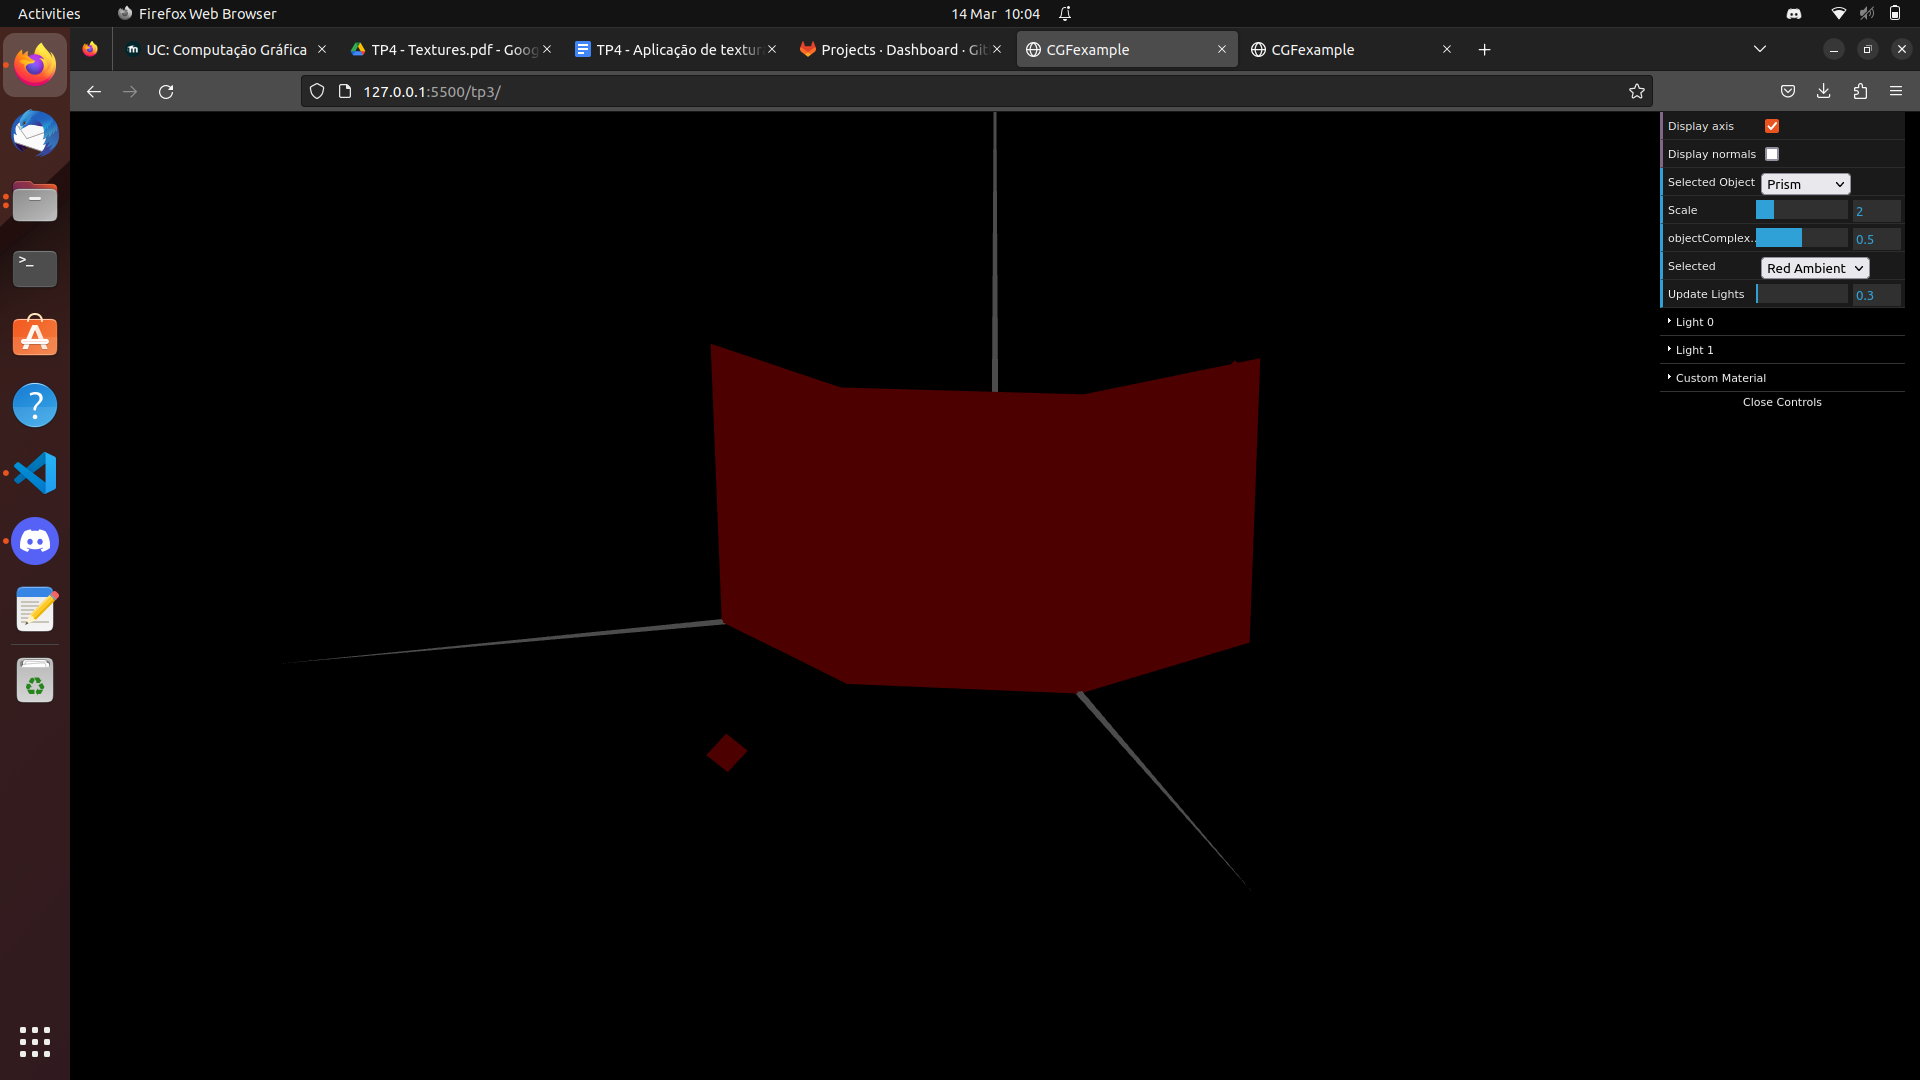 Activities
Firefox Web Browser
14 Mar 10:04
UC: Computação Gráfica
TP4 - Textures.pdf - Goog
TP4 - Aplicação de textur
Projects · Dashboard · Git
CGFexample
CGFexample
127.0.0.1:5500/tp3/
Display axis
Display normals
Selected Object Prism
Scale 2
objectComplex... 0.5
Selected Red Ambient
Update Lights 0.3
Light 0
Light 1
Custom Material
Close Controls